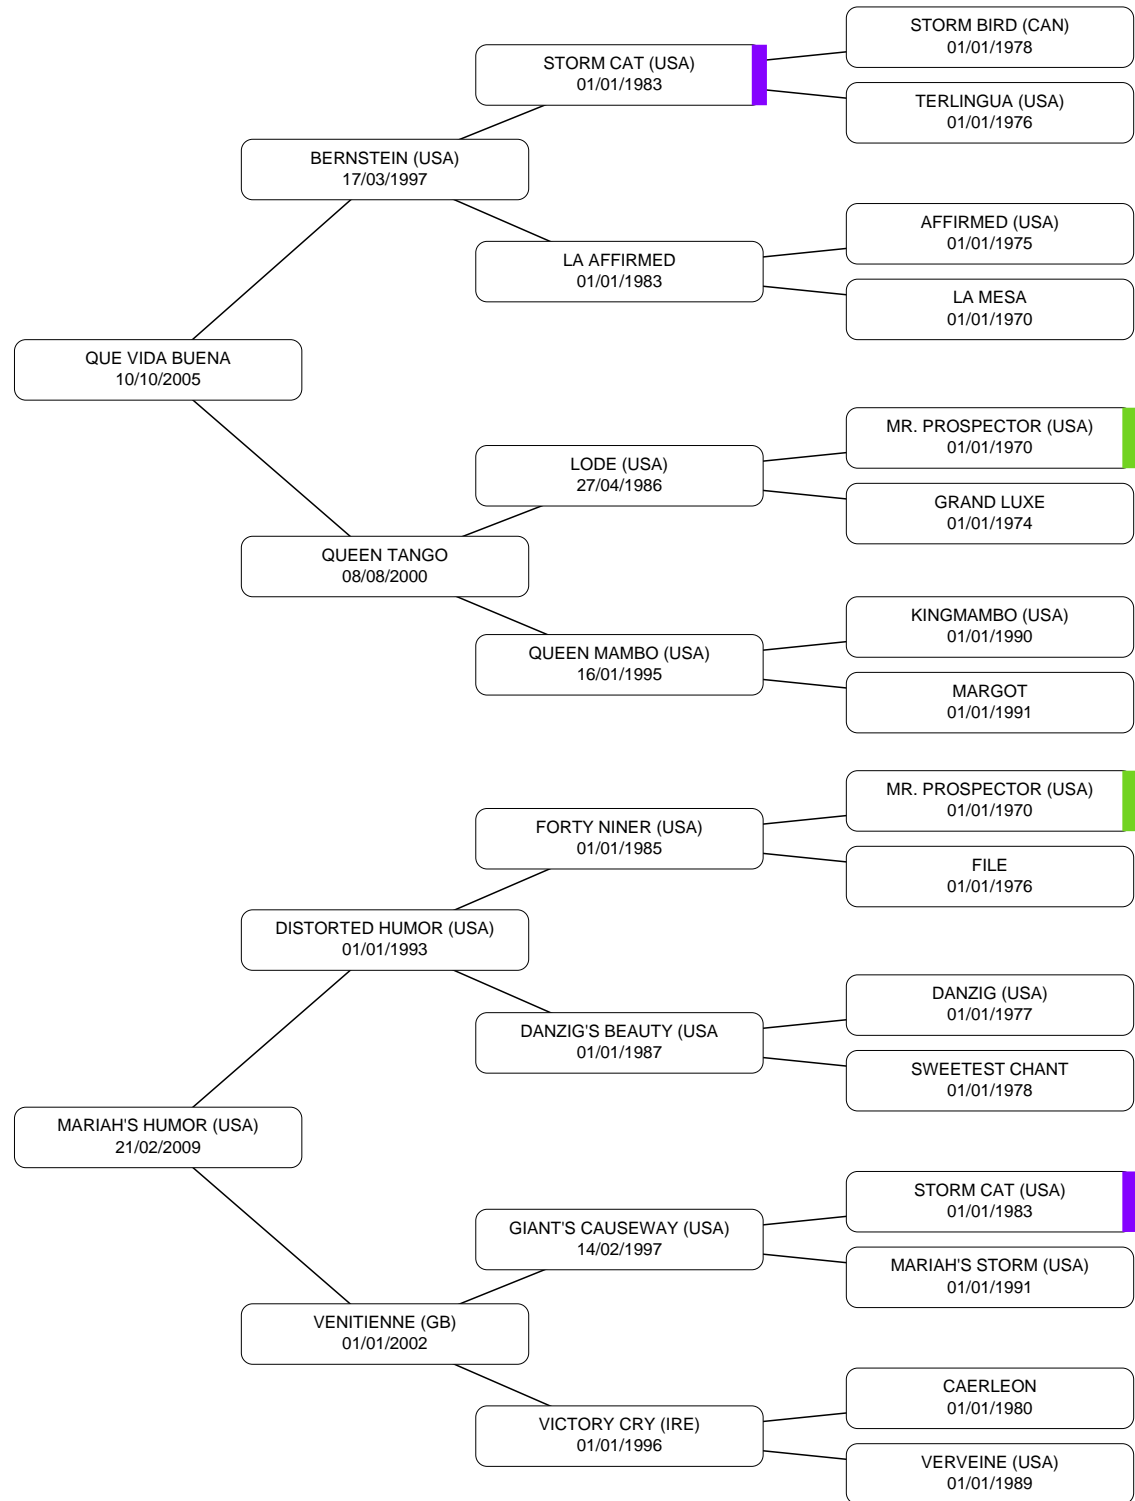 STORM BIRD (CAN)
01/01/1978
STORM CAT (USA)
01/01/1983
TERLINGUA (USA)
01/01/1976
BERNSTEIN (USA)
17/03/1997
AFFIRMED (USA)
01/01/1975
LA AFFIRMED
01/01/1983
LA MESA
01/01/1970
QUE VIDA BUENA
10/10/2005
MR. PROSPECTOR (USA)
01/01/1970
LODE (USA)
27/04/1986
GRAND LUXE
01/01/1974
QUEEN TANGO
08/08/2000
KINGMAMBO (USA)
01/01/1990
QUEEN MAMBO (USA)
16/01/1995
MARGOT
01/01/1991
MR. PROSPECTOR (USA)
01/01/1970
FORTY NINER (USA)
01/01/1985
FILE
01/01/1976
DISTORTED HUMOR (USA)
01/01/1993
DANZIG (USA)
01/01/1977
DANZIG'S BEAUTY (USA
01/01/1987
SWEETEST CHANT
01/01/1978
MARIAH'S HUMOR (USA)
21/02/2009
STORM CAT (USA)
01/01/1983
GIANT'S CAUSEWAY (USA)
14/02/1997
MARIAH'S STORM (USA)
01/01/1991
VENITIENNE (GB)
01/01/2002
CAERLEON
01/01/1980
VICTORY CRY (IRE)
01/01/1996
VERVEINE (USA)
01/01/1989